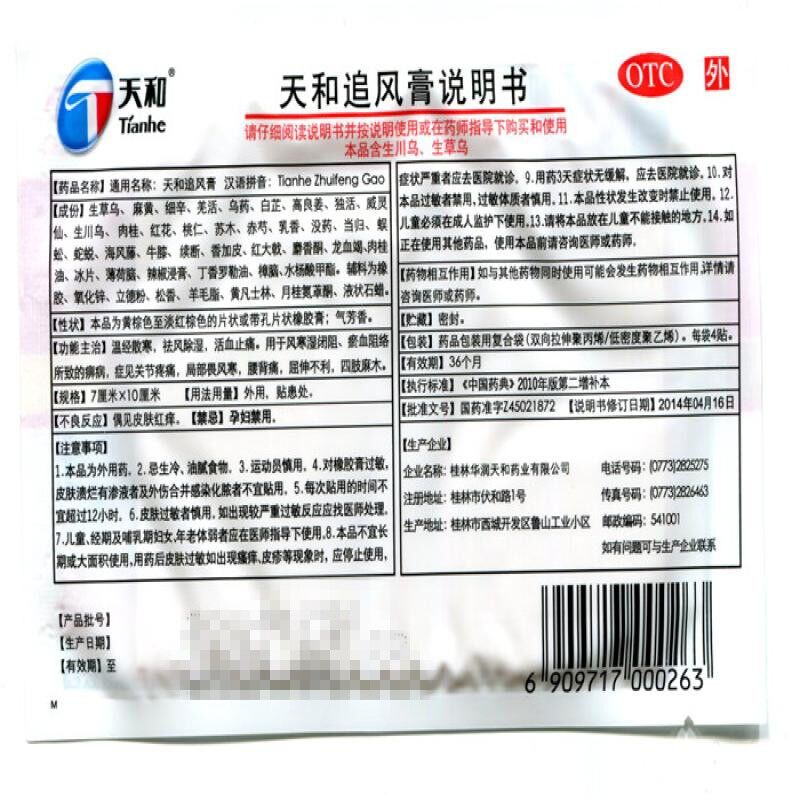 天和®
Tianhe
天和追风膏说明书
OTC 外
请仔细阅读说明书并按说明使用或在药师指导下购买和使用
本品含生川乌、生草乌
【药品名称】通用名称：天和追风膏 汉语拼音：Tianhe Zhuifeng Gao
【成份】生草乌、麻黄、细辛、羌活、乌药、白芷、高良姜、独活、威灵
仙、生川乌、肉桂、红花、桃仁、苏木、赤芍、乳香、没药、当归、蜈
蚣、蛇蜕、海风藤、牛膝、续断、香加皮、红大戟、麝香酮、龙血竭、肉桂
油、冰片、薄荷脑、辣椒浸膏、丁香罗勒油、樟脑、水杨酸甲酯。辅料为橡
胶、氧化锌、立德粉、松香、羊毛脂、黄凡士林、月桂氮䓬酮、液状石蜡。
【性状】本品为黄棕色至淡红棕色的片状或带孔片状橡胶膏；气芳香。
【功能主治】温经散寒，祛风除湿，活血止痛。用于风寒湿闭阻、瘀血阻络
所致的痹病，症见关节疼痛，局部畏风寒，腰背痛，屈伸不利，四肢麻木。
【规格】7厘米×10厘米 【用法用量】外用，贴患处。
【不良反应】偶见皮肤红痒。【禁忌】孕妇禁用。
【注意事项】
1.本品为外用药。2.忌生冷、油腻食物。3.运动员慎用。4.对橡胶膏过敏，
皮肤溃烂有渗液者及外伤合并感染化脓者不宜贴用。5.每次贴用的时间不
宜超过12小时。6.皮肤过敏者慎用，如出现较严重过敏反应应找医师处理。
7.儿童、经期及哺乳期妇女，年老体弱者应在医师指导下使用。8.本品不宜长
期或大面积使用，用药后皮肤过敏如出现瘙痒、皮疹等现象时，应停止使用，
症状严重者应去医院就诊。9.用药3天症状无缓解，应去医院就诊。10.对
本品过敏者禁用，过敏体质者慎用。11.本品性状发生改变时禁止使用。12.
儿童必须在成人监护下使用。13.请将本品放在儿童不能接触的地方。14.如
正在使用其他药品，使用本品前请咨询医师或药师。
【药物相互作用】如与其他药物同时使用可能会发生药物相互作用，详情请
咨询医师或药师。
【贮藏】密封。
【包装】药品包装用复合袋（双向拉伸聚丙烯/低密度聚乙烯）。每袋4贴。
【有效期】36个月
【执行标准】《中国药典》2010年版第二增补本
【批准文号】国药准字Z45021872 【说明书修订日期】2014年04月16日
【生产企业】
企业名称：桂林华润天和药业有限公司 电话号码：(0773)2825275
注册地址：桂林市伏和路1号 传真号码：(0773)2826463
生产地址：桂林市西城开发区鲁山工业小区 邮政编码：541001
如有问题可与生产企业联系
【产品批号】
【生产日期】
【有效期】至
M
6 909717 000263